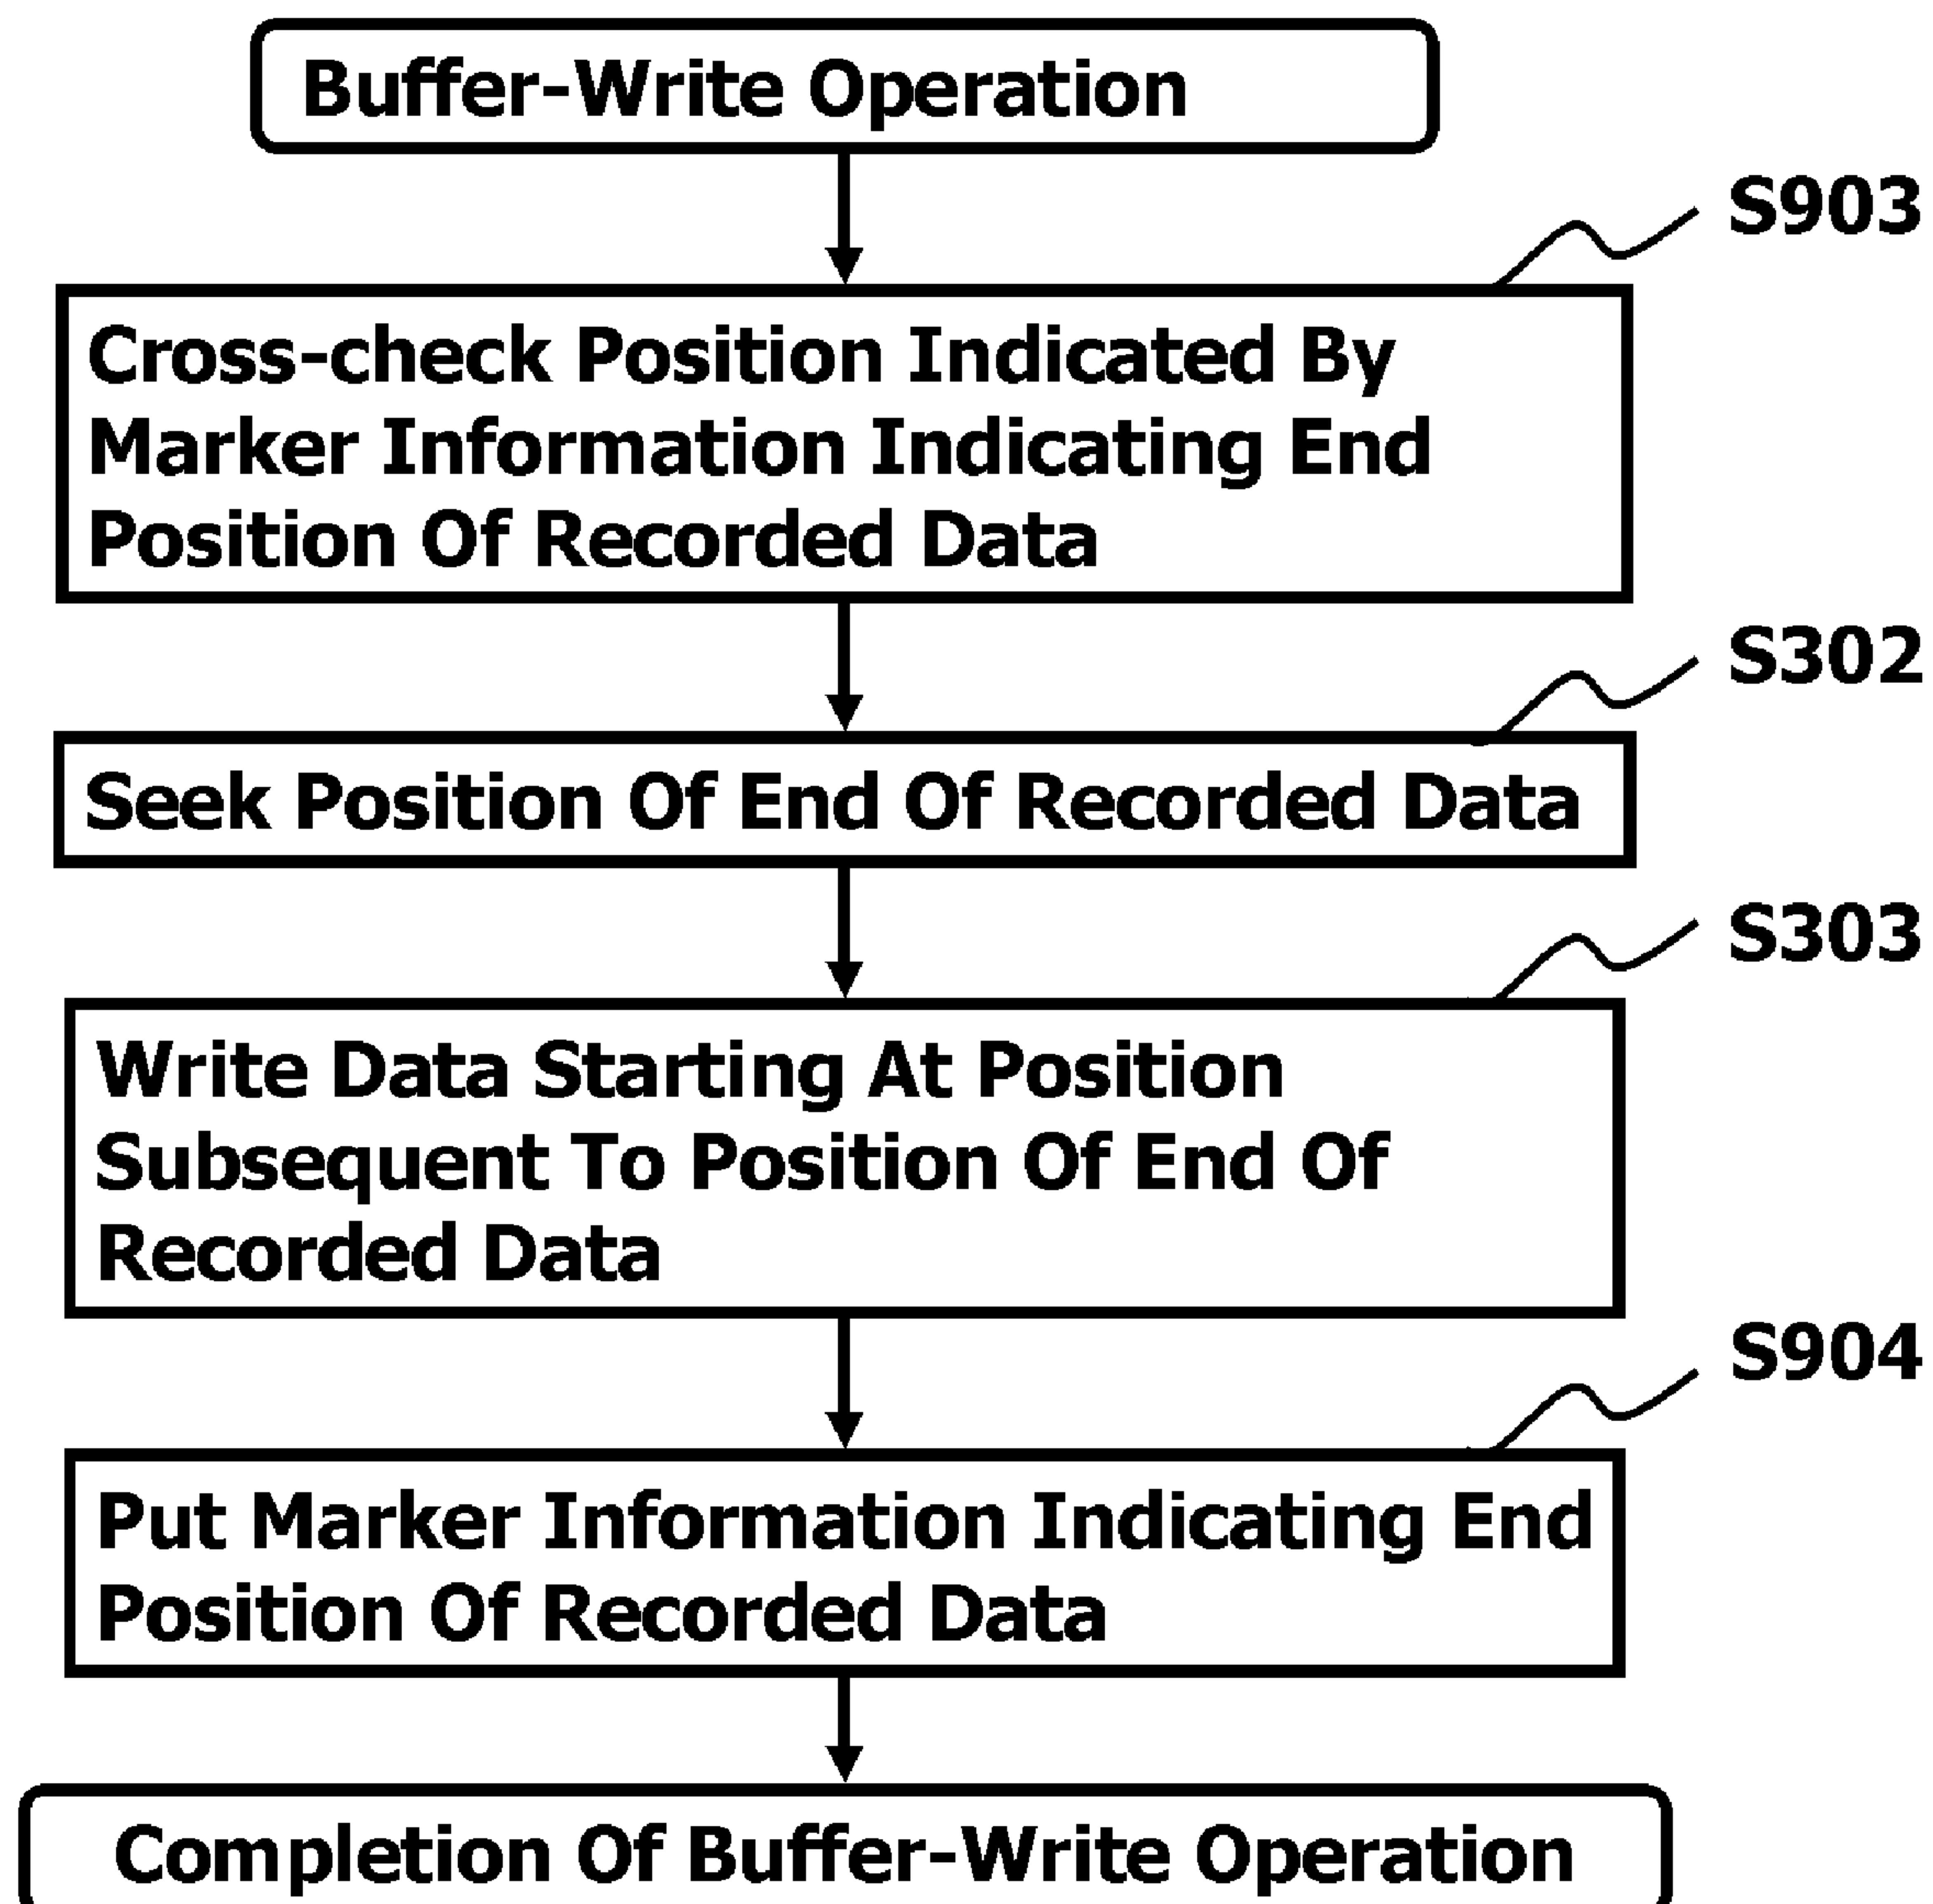 Buffer-Write Operation
S903
Cross-check Position Indicated By
Marker Information Indicating End
Position Of Recorded Data
S302
Seek Position Of End Of Recorded Data
S303
Write Data Starting At Position
Subsequent To Position Of End Of
Recorded Data
S904
Put Marker Information Indicating End
Position Of Recorded Data
Completion Of Buffer-Write Operation